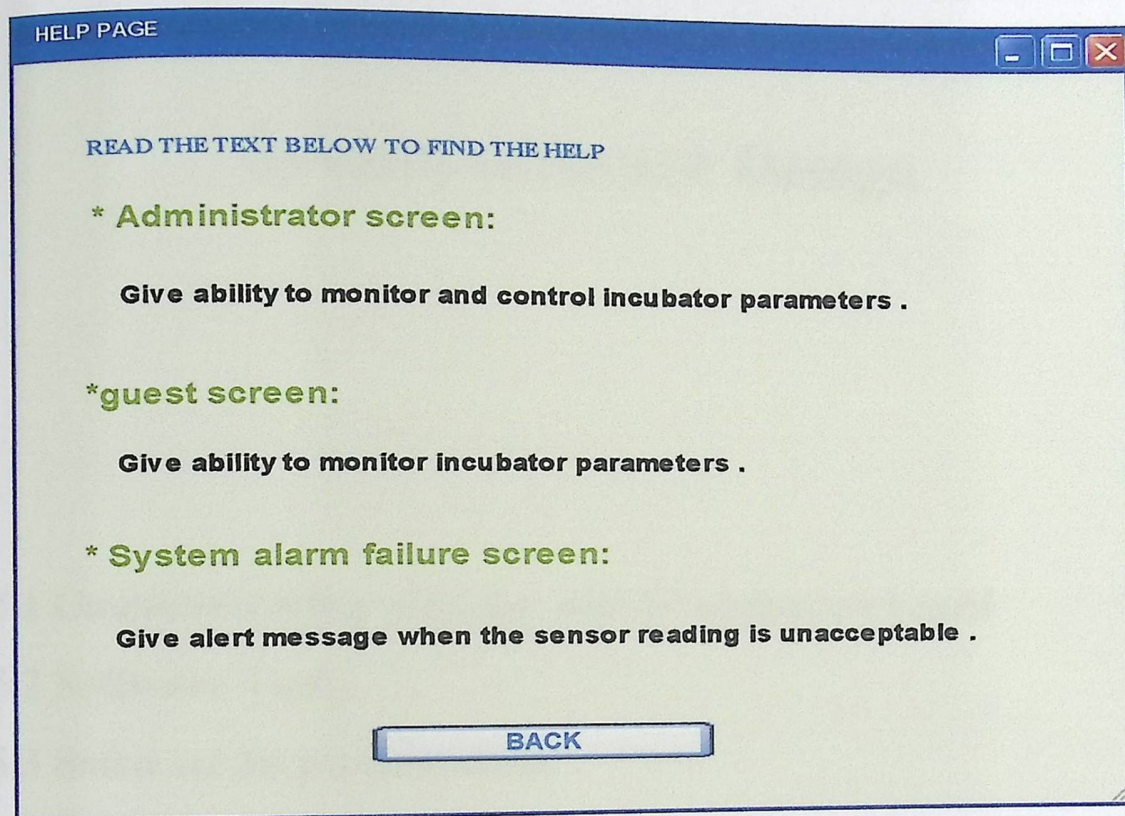 HELP PAGE
READ THE TEXT BELOW TO FIND THE HELP
* Administrator screen:
Give ability to monitor and control incubator parameters .
*guest screen:
Give ability to monitor incubator parameters .
* System alarm failure screen:
Give alert message when the sensor reading is unacceptable .
BACK